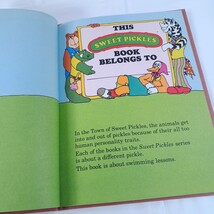 THIS
SWEET PICKLES
BOOK
BELONGS TO
In the Town of Sweet Pickles, the animals get
into and out of pickles because of their all too
human personality traits.
Each of the books in the Sweet Pickles series
is about a different pickle.
This book is about swimming lessons.